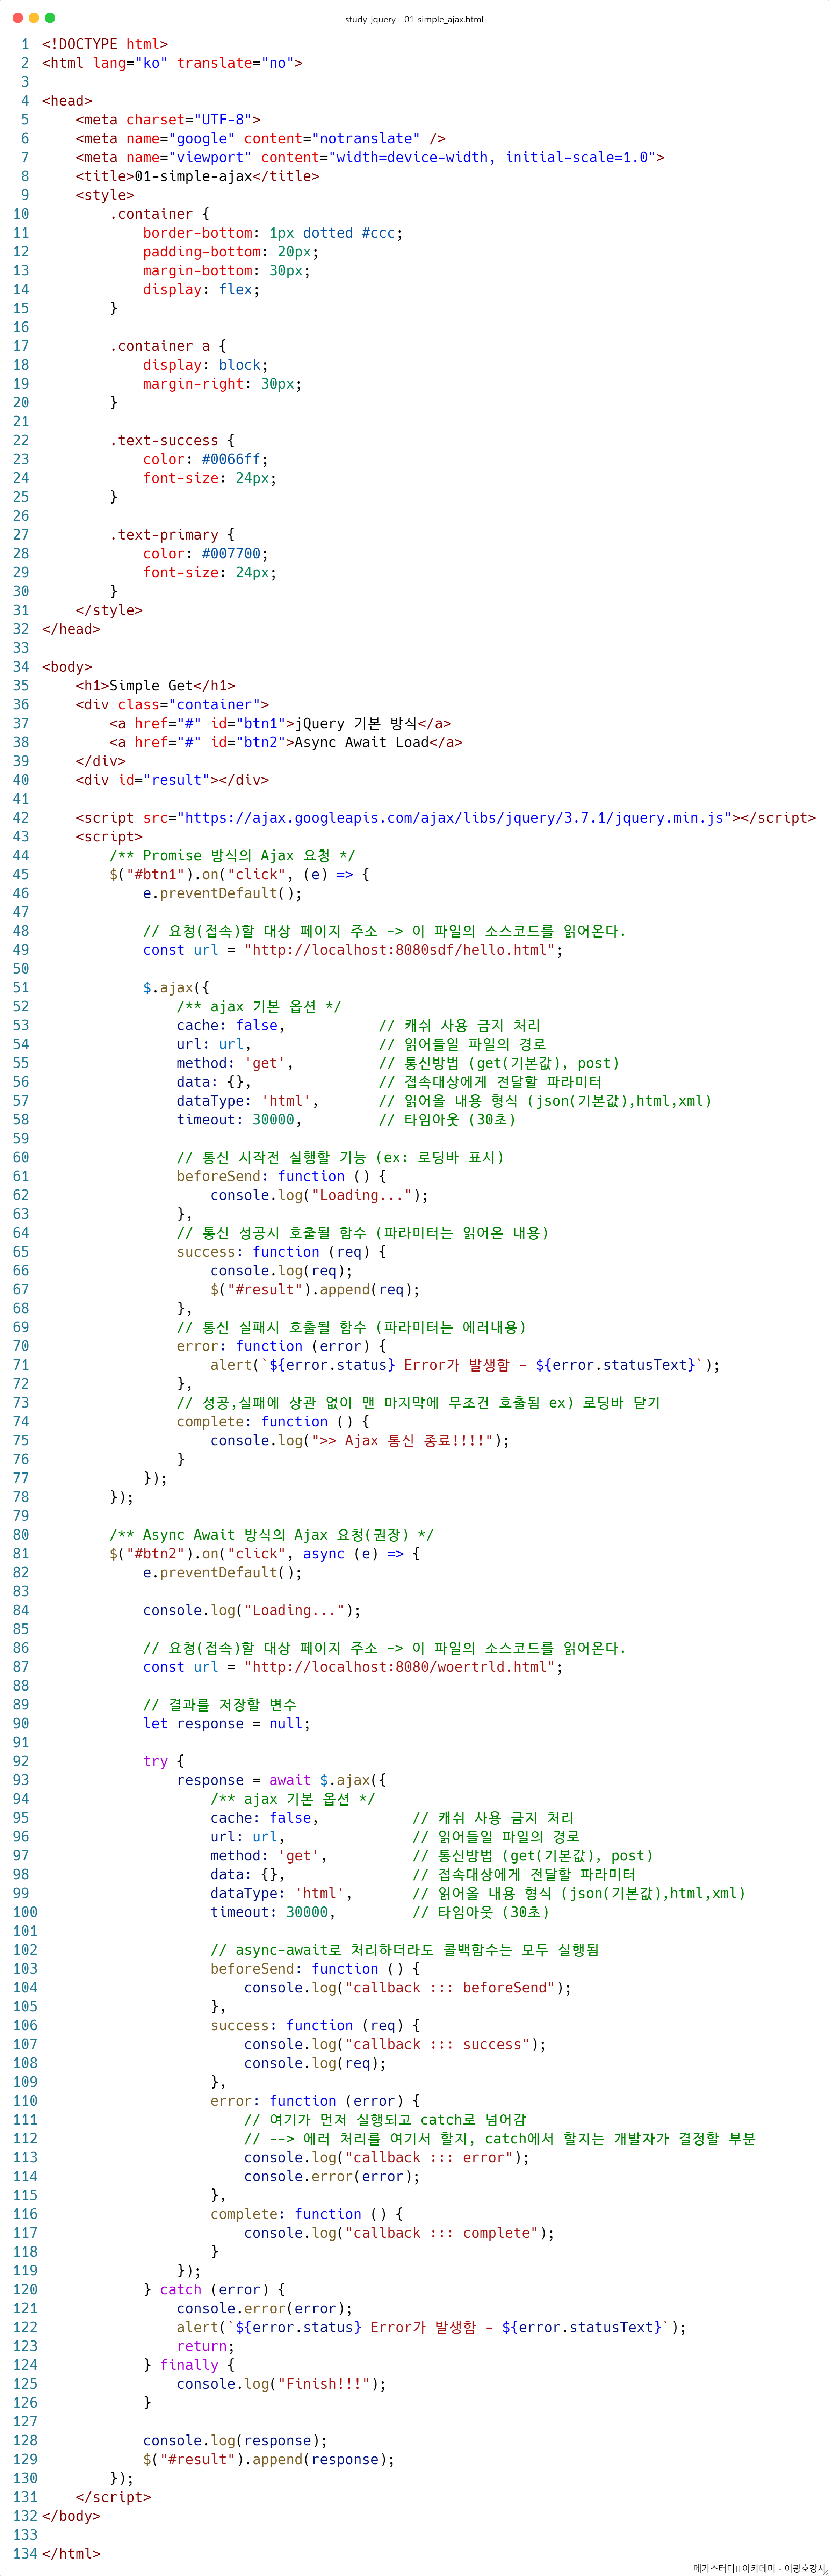 study-jquery - 01-simple_ajax.html
1 <!DOCTYPE html>
2 <html lang="ko" translate="no">
3
4 <head>
5     <meta charset="UTF-8">
6     <meta name="google" content="notranslate" />
7     <meta name="viewport" content="width=device-width, initial-scale=1.0">
8     <title>01-simple-ajax</title>
9     <style>
10         .container {
11             border-bottom: 1px dotted #ccc;
12             padding-bottom: 20px;
13             margin-bottom: 30px;
14             display: flex;
15         }
16
17         .container a {
18             display: block;
19             margin-right: 30px;
20         }
21
22         .text-success {
23             color: #0066ff;
24             font-size: 24px;
25         }
26
27         .text-primary {
28             color: #007700;
29             font-size: 24px;
30         }
31     </style>
32 </head>
33
34 <body>
35     <h1>Simple Get</h1>
36     <div class="container">
37         <a href="#" id="btn1">jQuery 기본 방식</a>
38         <a href="#" id="btn2">Async Await Load</a>
39     </div>
40     <div id="result"></div>
41
42     <script src="https://ajax.googleapis.com/ajax/libs/jquery/3.7.1/jquery.min.js"></script>
43     <script>
44         /** Promise 방식의 Ajax 요청 */
45         $("#btn1").on("click", (e) => {
46             e.preventDefault();
47
48             // 요청(접속)할 대상 페이지 주소 -> 이 파일의 소스코드를 읽어온다.
49             const url = "http://localhost:8080sdf/hello.html";
50
51             $.ajax({
52                 /** ajax 기본 옵션 */
53                 cache: false,           // 캐쉬 사용 금지 처리
54                 url: url,               // 읽어들일 파일의 경로
55                 method: 'get',          // 통신방법 (get(기본값), post)
56                 data: {},               // 접속대상에게 전달할 파라미터
57                 dataType: 'html',       // 읽어올 내용 형식 (json(기본값),html,xml)
58                 timeout: 30000,         // 타임아웃 (30초)
59
60                 // 통신 시작전 실행할 기능 (ex: 로딩바 표시)
61                 beforeSend: function () {
62                     console.log("Loading...");
63                 },
64                 // 통신 성공시 호출될 함수 (파라미터는 읽어온 내용)
65                 success: function (req) {
66                     console.log(req);
67                     $("#result").append(req);
68                 },
69                 // 통신 실패시 호출될 함수 (파라미터는 에러내용)
70                 error: function (error) {
71                     alert(`${error.status} Error가 발생함 - ${error.statusText}`);
72                 },
73                 // 성공,실패에 상관 없이 맨 마지막에 무조건 호출됨 ex) 로딩바 닫기
74                 complete: function () {
75                     console.log(">> Ajax 통신 종료!!!!");
76                 }
77             });
78         });
79
80         /** Async Await 방식의 Ajax 요청(권장) */
81         $("#btn2").on("click", async (e) => {
82             e.preventDefault();
83
84             console.log("Loading...");
85
86             // 요청(접속)할 대상 페이지 주소 -> 이 파일의 소스코드를 읽어온다.
87             const url = "http://localhost:8080/woertrld.html";
88
89             // 결과를 저장할 변수
90             let response = null;
91
92             try {
93                 response = await $.ajax({
94                     /** ajax 기본 옵션 */
95                     cache: false,           // 캐쉬 사용 금지 처리
96                     url: url,               // 읽어들일 파일의 경로
97                     method: 'get',          // 통신방법 (get(기본값), post)
98                     data: {},               // 접속대상에게 전달할 파라미터
99                     dataType: 'html',       // 읽어올 내용 형식 (json(기본값),html,xml)
100                     timeout: 30000,         // 타임아웃 (30초)
101
102                     // async-await로 처리하더라도 콜백함수는 모두 실행됨
103                     beforeSend: function () {
104                         console.log("callback ::: beforeSend");
105                     },
106                     success: function (req) {
107                         console.log("callback ::: success");
108                         console.log(req);
109                     },
110                     error: function (error) {
111                         // 여기가 먼저 실행되고 catch로 넘어감
112                         // --> 에러 처리를 여기서 할지, catch에서 할지는 개발자가 결정할 부분
113                         console.log("callback ::: error");
114                         console.error(error);
115                     },
116                     complete: function () {
117                         console.log("callback ::: complete");
118                     }
119                 });
120             } catch (error) {
121                 console.error(error);
122                 alert(`${error.status} Error가 발생함 - ${error.statusText}`);
123                 return;
124             } finally {
125                 console.log("Finish!!!");
126             }
127
128             console.log(response);
129             $("#result").append(response);
130         });
131     </script>
132 </body>
133
134 </html>
메가스터디IT아카데미 - 이광호강사